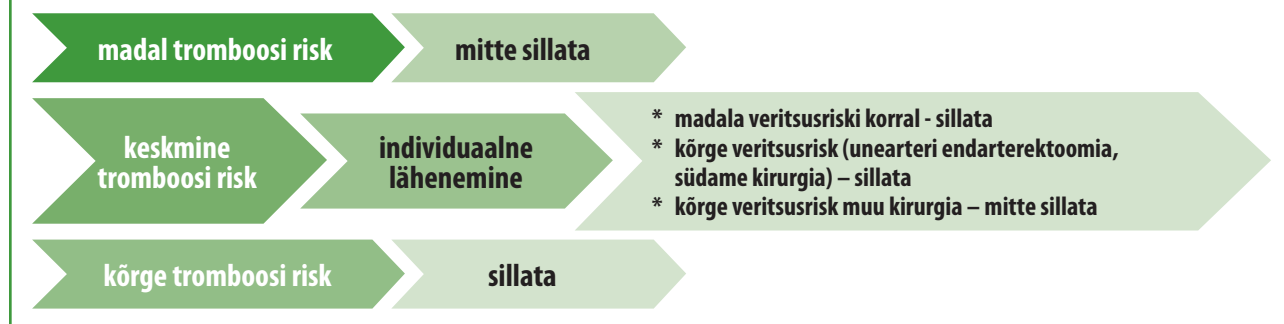 madal tromboosi risk
mitte sillata
keskmine
tromboosi risk
individuaalne
lähenemine
* madala veritsusriski korral - sillata
* kõrge veritsusrisk (unearteri endarterektoomia,
südame kirurgia) – sillata
* kõrge veritsusrisk muu kirurgia – mitte sillata
kõrge tromboosi risk
sillata